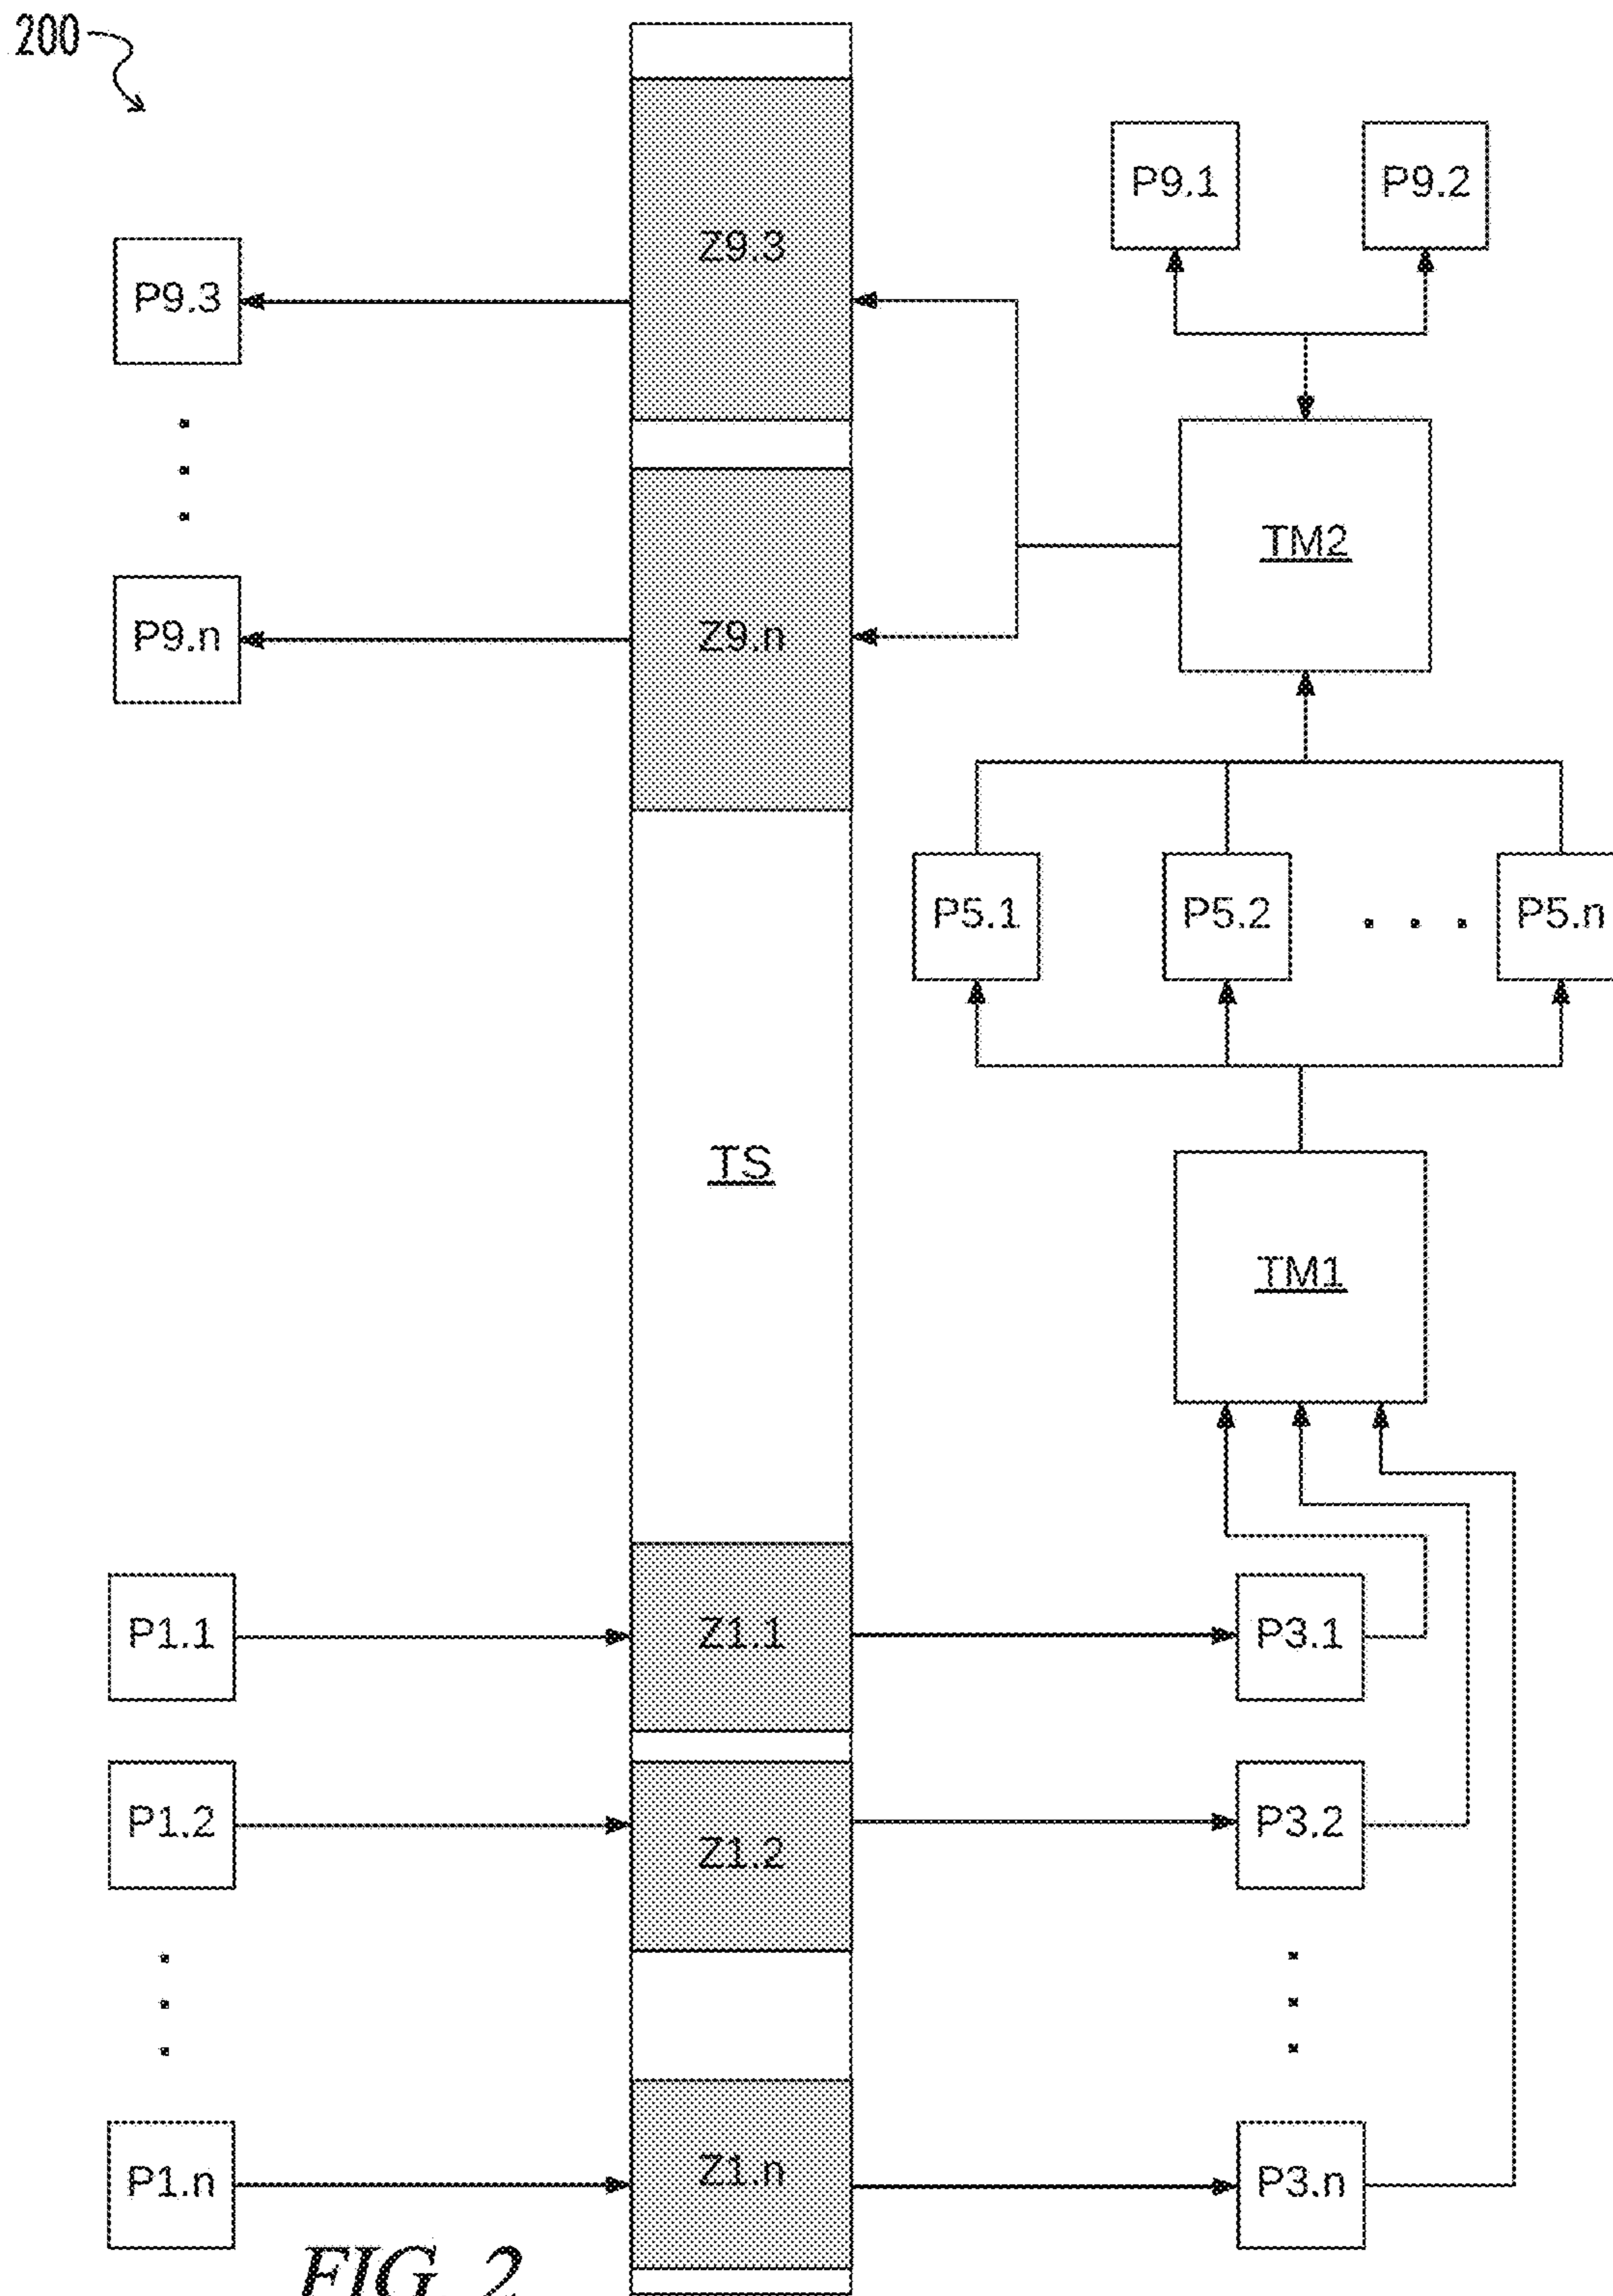 200
P9.1
P9.2
Z9.3
P9.3
TM2
P9.n
Z9.n
P5.1
P5.2
P5.n
TS
TM1
P1.1
Z1.1
P3.1
P1.2
Z1.2
P3.2
P1.n
Z1.n
P3.n
FIG. 2